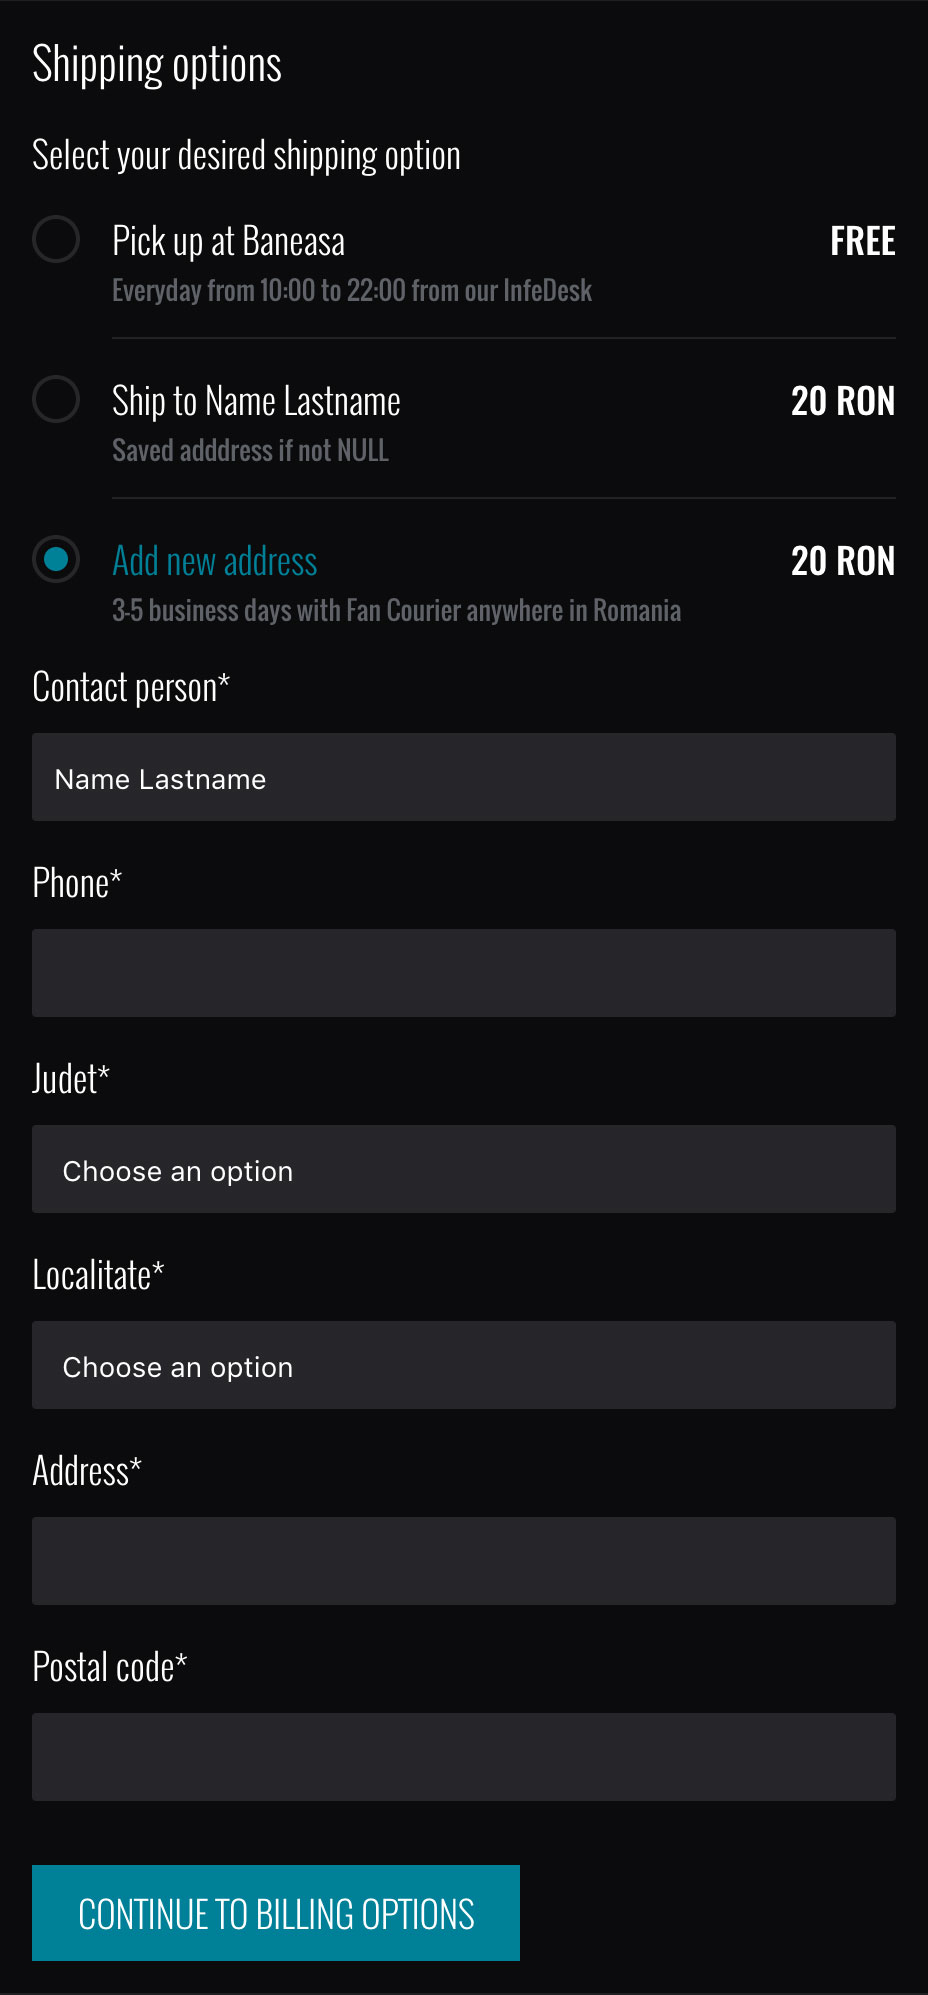 Shipping options
Select your desired shipping option
Pick up at Baneasa FREE
Everyday from 10:00 to 22:00 from our InfeDesk
Ship to Name Lastname 20 RON
Saved adddress if not NULL
Add new address 20 RON
3-5 business days with Fan Courier anywhere in Romania
Contact person*
Name Lastname
Phone*
Judet*
Choose an option
Localitate*
Choose an option
Address*
Postal code*
CONTINUE TO BILLING OPTIONS